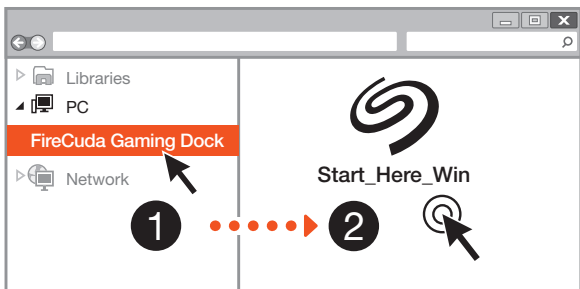 Libraries
PC
FireCuda Gaming Dock
Network
Start_Here_Win
1
2